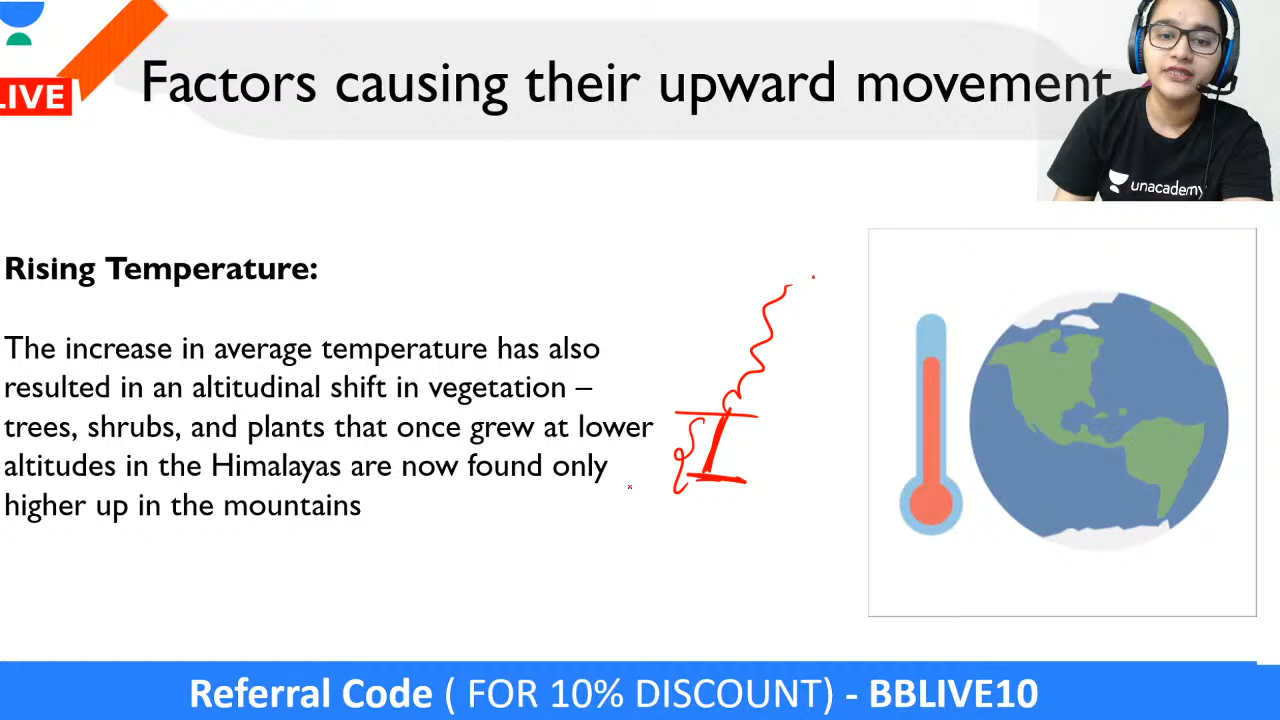 LIVE
Factors causing their upward movement
unacademy
Rising Temperature:
The increase in average temperature has also
resulted in an altitudinal shift in vegetation –
trees, shrubs, and plants that once grew at lower
altitudes in the Himalayas are now found only
higher up in the mountains
Referral Code ( FOR 10% DISCOUNT) - BBLIVE10